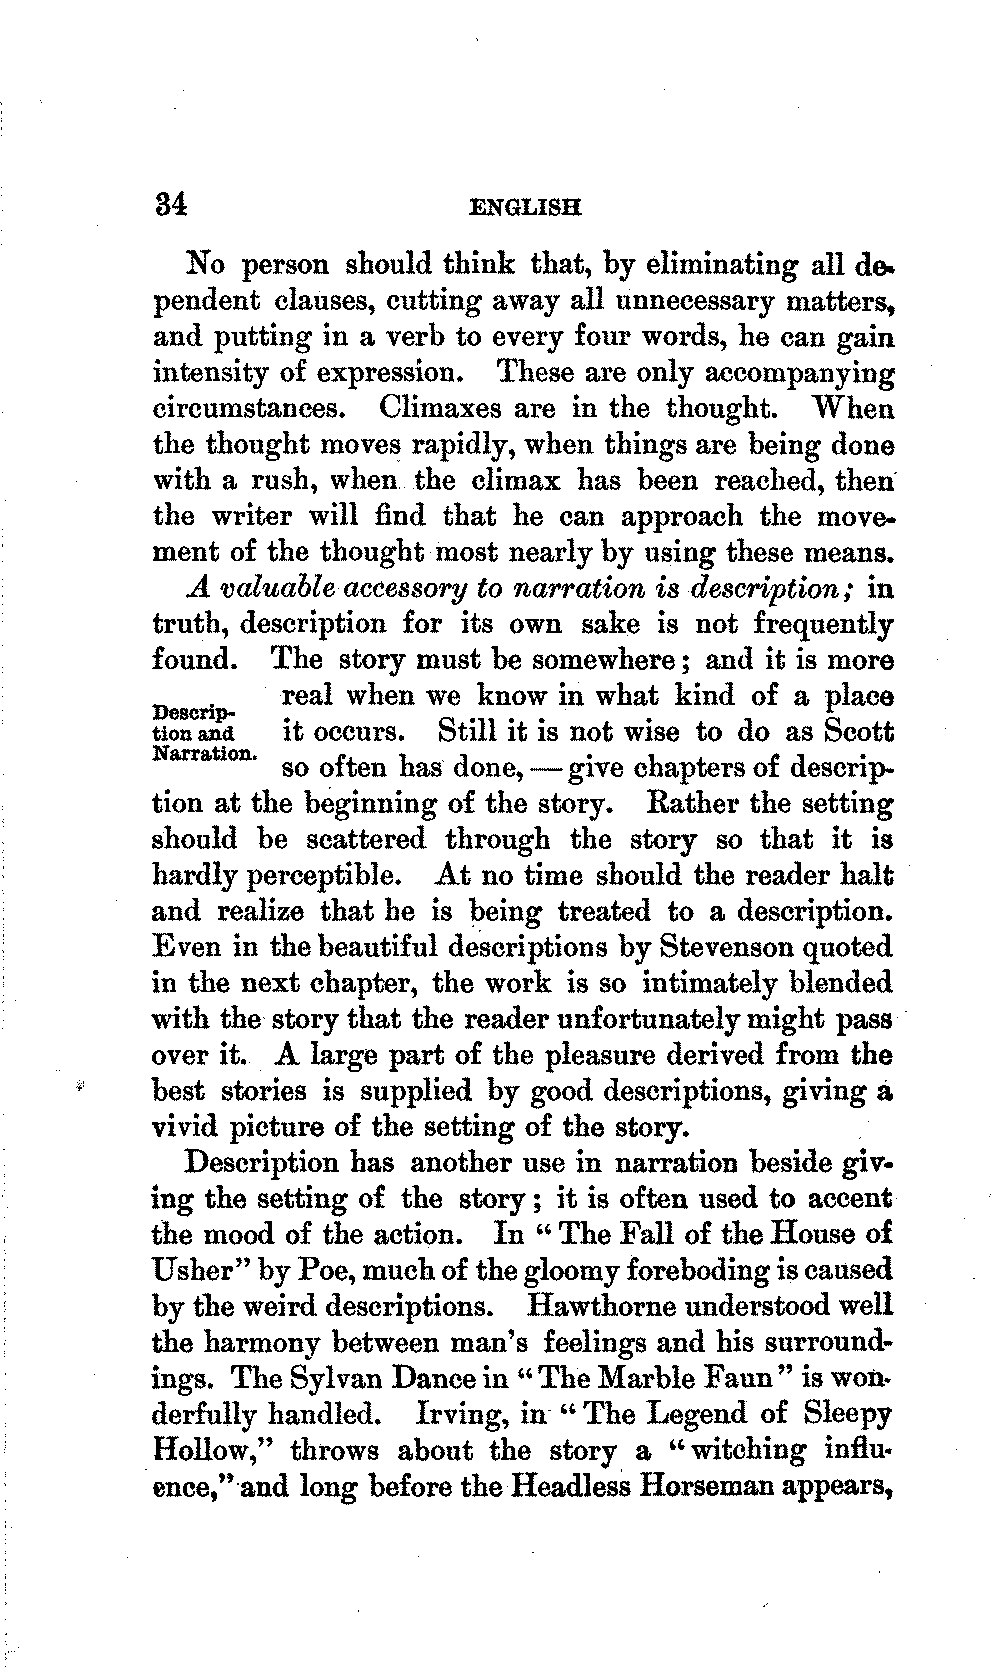 34 ENGLISH
No person should think that, by eliminating all de-
pendent clauses, cutting away all unnecessary matters,
and putting in a verb to every four words, he can gain
intensity of expression. These are only accompanying
circumstances. Climaxes are in the thought. When
the thought moves rapidly, when things are being done
with a rush, when the climax has been reached, then
the writer will find that he can approach the move-
ment of the thought most nearly by using these means.
A valuable accessory to narration is description; in
truth, description for its own sake is not frequently
found. The story must be somewhere; and it is more
real when we know in what kind of a place
Descrip-
tion and
Narration.
it occurs. Still it is not wise to do as Scott
so often has done, — give chapters of descrip-
tion at the beginning of the story. Rather the setting
should be scattered through the story so that it is
hardly perceptible. At no time should the reader halt
and realize that he is being treated to a description.
Even in the beautiful descriptions by Stevenson quoted
in the next chapter, the work is so intimately blended
with the story that the reader unfortunately might pass
over it. A large part of the pleasure derived from the
best stories is supplied by good descriptions, giving a
vivid picture of the setting of the story.
Description has another use in narration beside giv-
ing the setting of the story; it is often used to accent
the mood of the action. In "The Fall of the House of
Usher" by Poe, much of the gloomy foreboding is caused
by the weird descriptions. Hawthorne understood well
the harmony between man's feelings and his surround-
ings. The Sylvan Dance in "The Marble Faun" is won-
derfully handled. Irving, in "The Legend of Sleepy
Hollow," throws about the story a "witching influ-
ence," and long before the Headless Horseman appears,